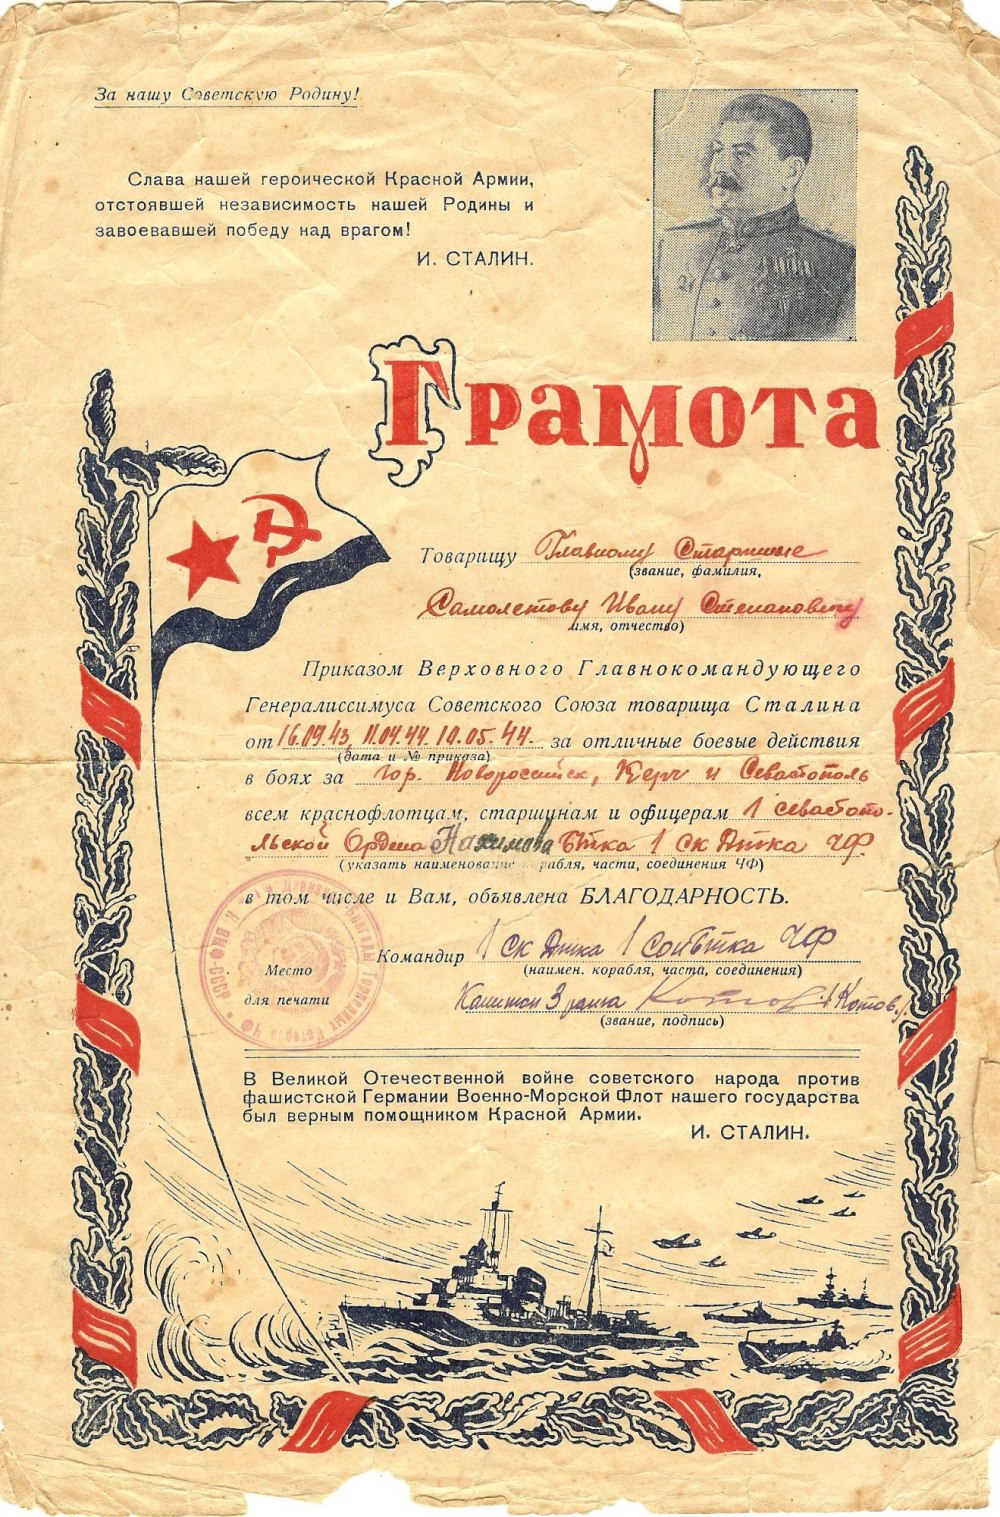 За нашу Советскую Родину!
Слава нашей героической Красной Армии,
отстоявшей независимость нашей Родины и
завоевавшей победу над врагом!
И. СТАЛИН.
Грамота
Товарищу Главному Старшине
(звание, фамилия,
Самолетову Ивану Степановичу
имя, отчество)
Приказом Верховного Главнокомандующего
Генералиссимуса Советского Союза товарища Сталина
от 16.09.43, 11.04.44 10.05.44. за отличные боевые действия
(дата и № приказа)
в боях за гор. Новороссийск, Керч и Севастополь
всем краснофлотцам, старшинам и офицерам 1 севастопо-
льской Ордена Нахимова Бтка 1 СК Дтка ЧФ
(указать наименование корабля, части, соединения ЧФ)
в том числе и Вам, объявлена БЛАГОДАРНОСТЬ.
Командир 1 СК Дтка 1 СОНБтка ЧФ
(наимен. корабля, части, соединения)
Место
для печати
Капитан 3 ранга Котов /Котов/
(звание, подпись)
В Великой Отечественной войне советского народа против
фашистской Германии Военно-Морской Флот нашего государства
был верным помощником Красной Армии.
И. СТАЛИН.